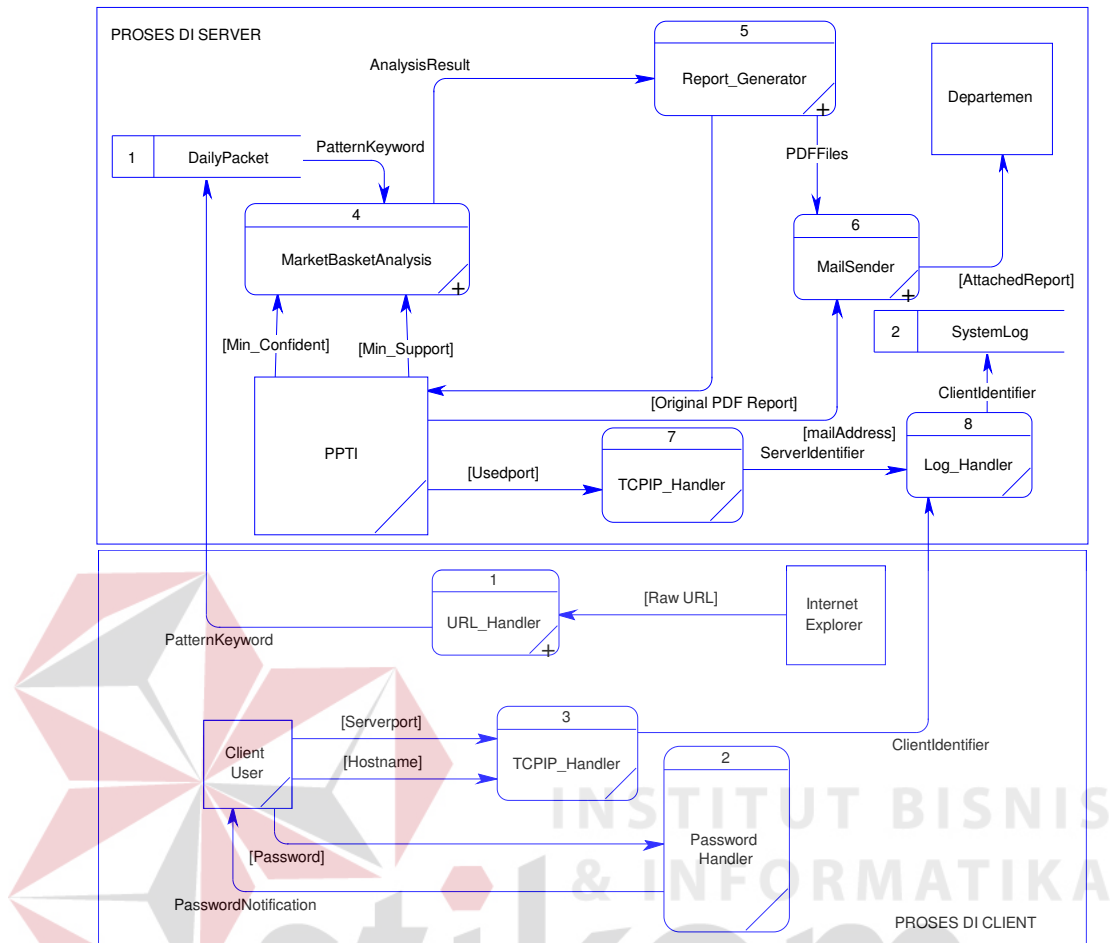 PROSES DI SERVER
5
Report_Generator
+
AnalysisResult
Departemen
1
DailyPacket
PatternKeyword
PDFFiles
4
MarketBasketAnalysis
+
6
MailSender
+
[AttachedReport]
2
SystemLog
[Min_Confident]
[Min_Support]
ClientIdentifier
[Original PDF Report]
PPTI
7
TCPIP_Handler
[Usedport]
[mailAddress]
ServerIdentifier
8
Log_Handler
1
URL_Handler
+
[Raw URL]
Internet
Explorer
PatternKeyword
Client
User
[Serverport]
[Hostname]
3
TCPIP_Handler
ClientIdentifier
2
Password
Handler
[Password]
PasswordNotification
PROSES DI CLIENT
INSTITUT BISNIS
& INFORMATIKA
stikom